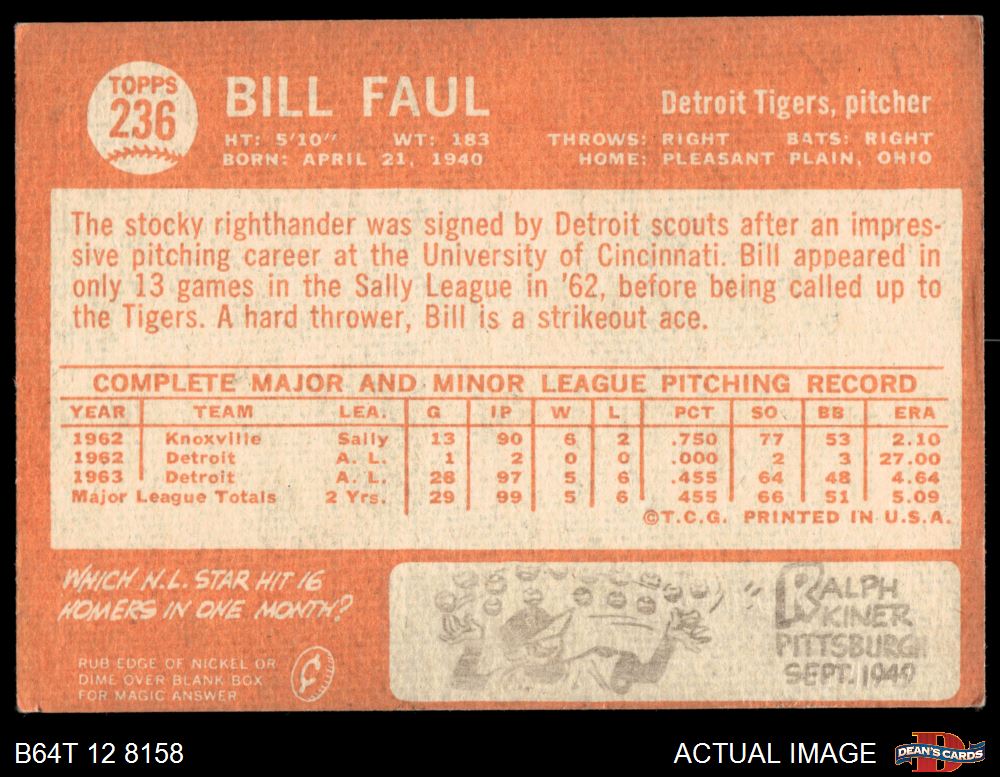 TOPPS
236
BILL FAUL
Detroit Tigers, pitcher
HT: 5'10" WT: 183
THROWS: RIGHT BATS: RIGHT
BORN: APRIL 21, 1940
HOME: PLEASANT PLAIN, OHIO
The stocky righthander was signed by Detroit scouts after an impres-
sive pitching career at the University of Cincinnati. Bill appeared in
only 13 games in the Sally League in '62, before being called up to
the Tigers. A hard thrower, Bill is a strikeout ace.
COMPLETE MAJOR AND MINOR LEAGUE PITCHING RECORD
YEAR TEAM LEA. G IP W L PCT SO BB ERA
1962 Knoxville Sally 13 90 6 2 .750 77 53 2.10
1962 Detroit A. L. 1 2 0 0 .000 2 3 27.00
1963 Detroit A. L. 28 97 5 6 .455 64 48 4.64
Major League Totals 2 Yrs. 29 99 5 6 455 66 51 5.09
©T.C.G. PRINTED IN U.S.A.
WHICH N.L. STAR HIT 16
HOMERS IN ONE MONTH?
RUB EDGE OF NICKEL OR
DIME OVER BLANK BOX
FOR MAGIC ANSWER
RALPH
KINER
PITTSBURGH
SEPT. 1949
B64T 12 8158
ACTUAL IMAGE
DEAN'S CARDS